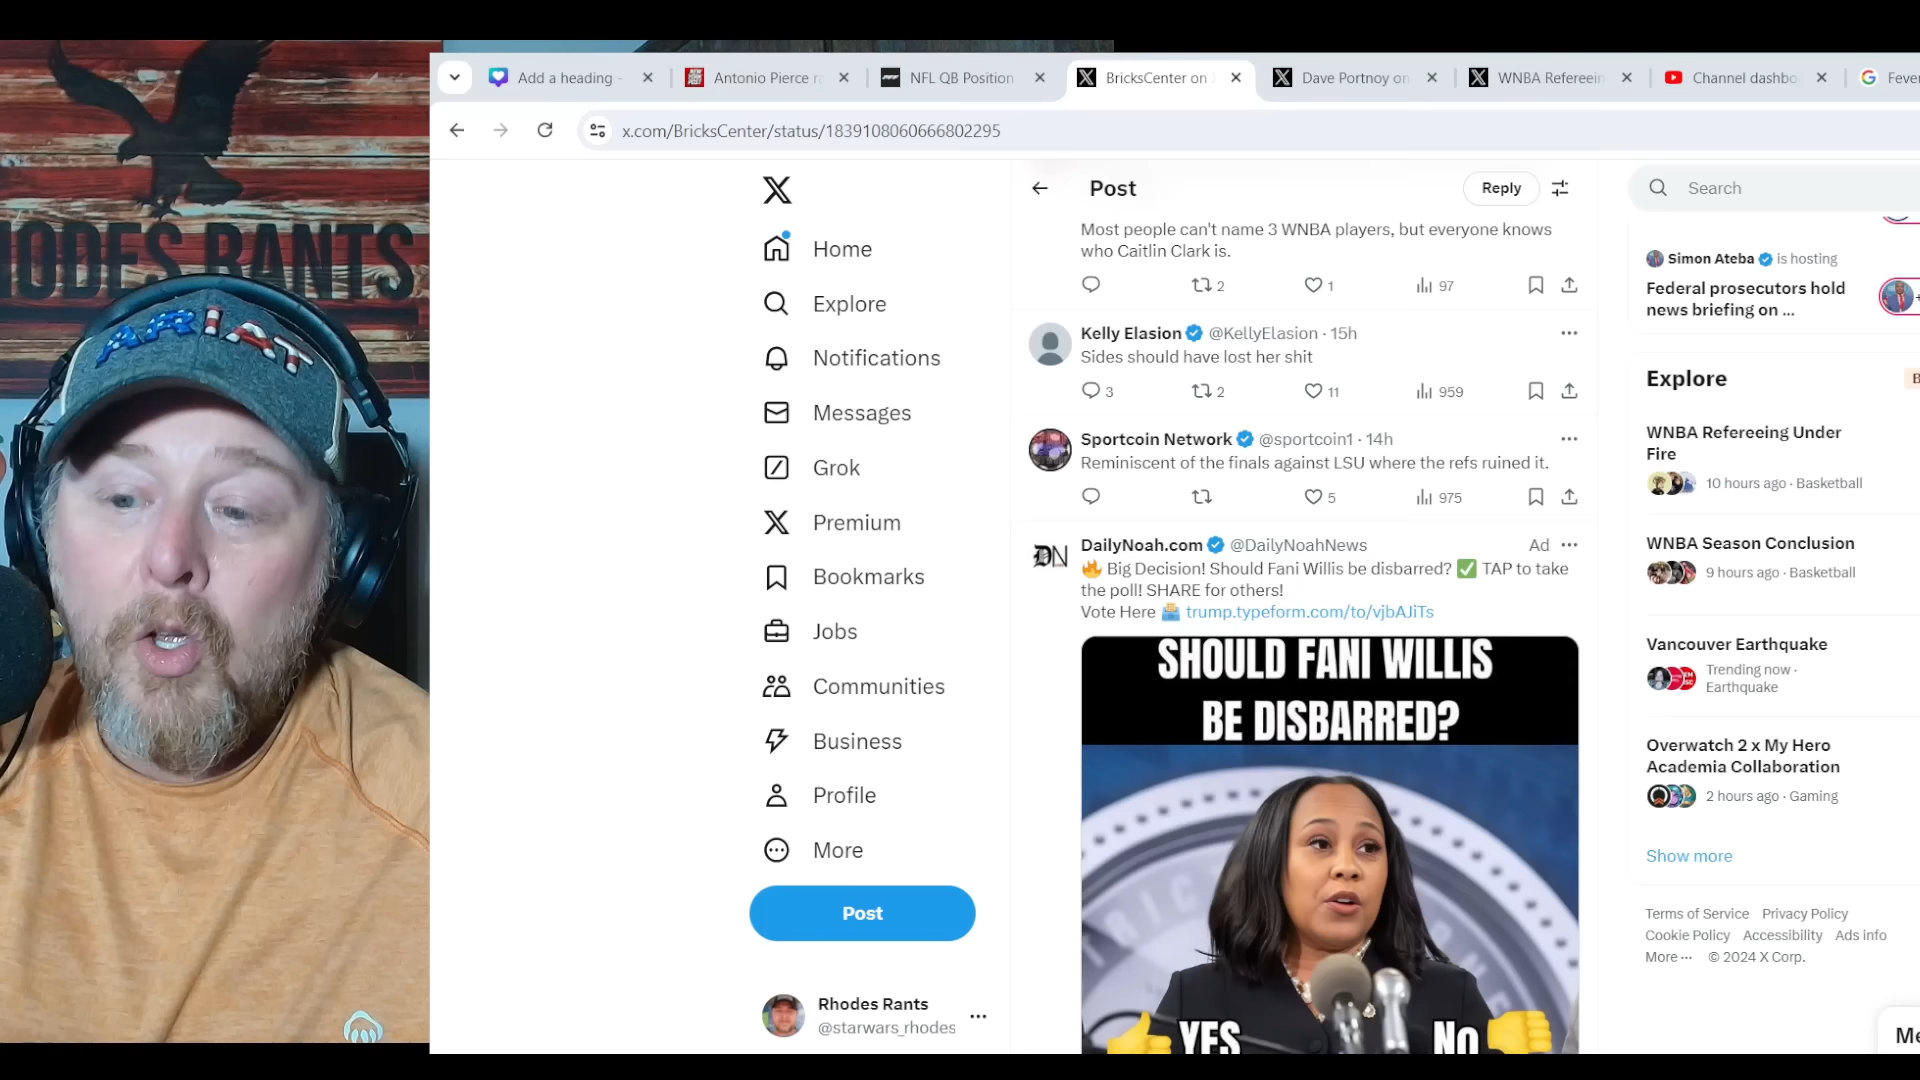 Add a heading -
Antonio Pierce ra
NFL QB Position
BricksCenter on X
Dave Portnoy on
WNBA Refereein
Channel dashbo
Fever
x.com/BricksCenter/status/1839108060666802295
RHODES RANTS
ARIAT
Home
Explore
Notifications
Messages
Grok
Premium
Bookmarks
Jobs
Communities
Business
Profile
More
Post
Rhodes Rants
@starwars_rhodes
Post
Reply
Most people can't name 3 WNBA players, but everyone knows
who Caitlin Clark is.
2
1
97
Kelly Elasion @KellyElasion · 15h
Sides should have lost her shit
3
2
11
959
Sportcoin Network @sportcoin1 · 14h
Reminiscent of the finals against LSU where the refs ruined it.
5
975
DailyNoah.com @DailyNoahNews
Ad
🔥 Big Decision! Should Fani Willis be disbarred? ✅ TAP to take
the poll! SHARE for others!
Vote Here 🗳️ trump.typeform.com/to/vjbAJiTs
SHOULD FANI WILLIS
BE DISBARRED?
YES
NO
Search
Simon Ateba is hosting
Federal prosecutors hold
news briefing on ...
Explore
WNBA Refereeing Under
Fire
10 hours ago · Basketball
WNBA Season Conclusion
9 hours ago · Basketball
Vancouver Earthquake
Trending now ·
Earthquake
Overwatch 2 x My Hero
Academia Collaboration
2 hours ago · Gaming
Show more
Terms of Service Privacy Policy
Cookie Policy Accessibility Ads info
More ··· © 2024 X Corp.
Me